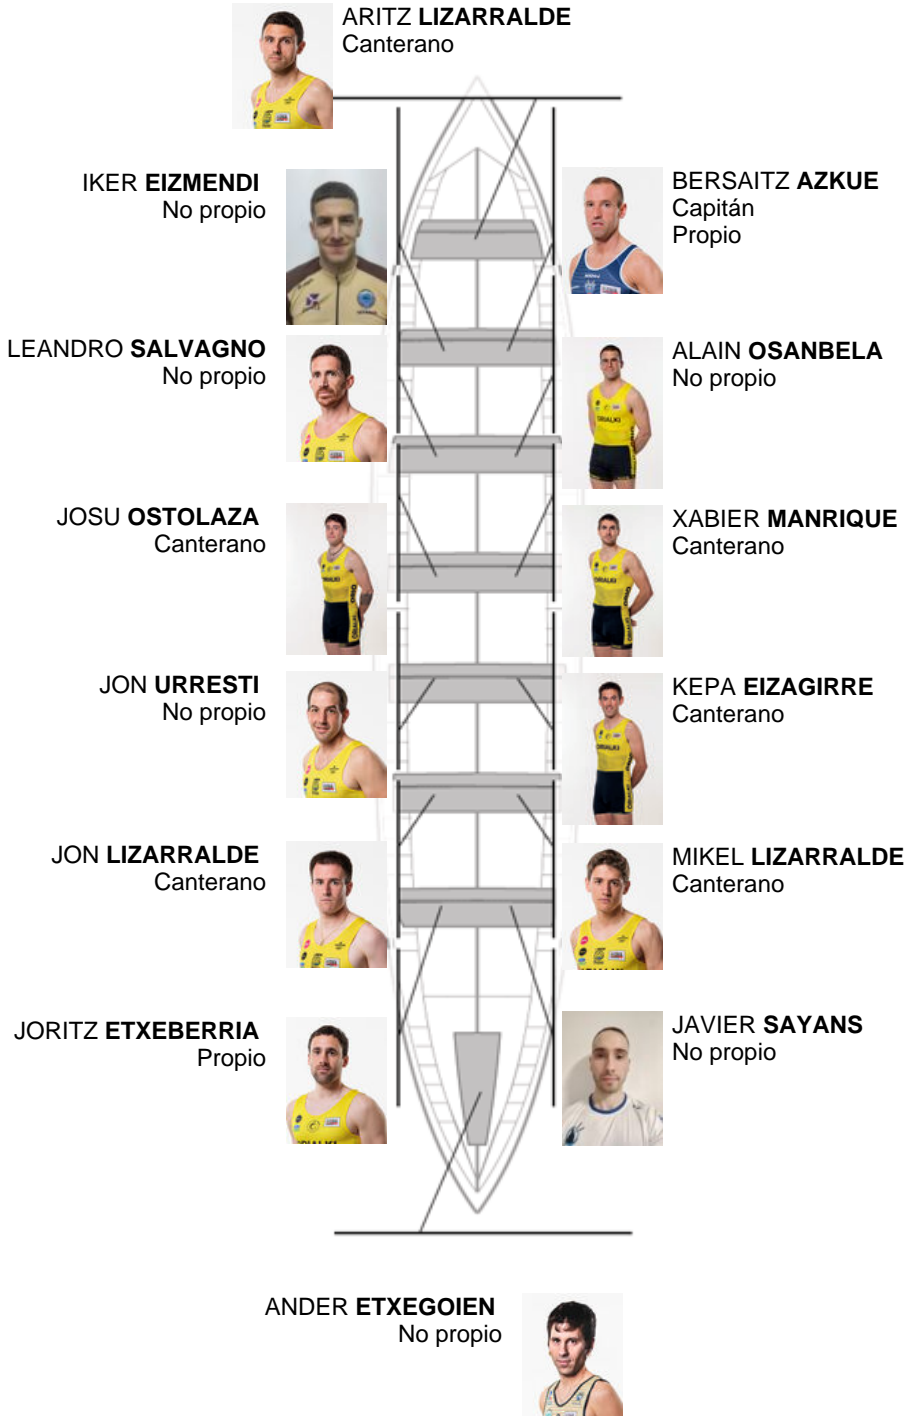 ARITZ LIZARRALDE
Canterano
IKER EIZMENDI
No propio
BERSAITZ AZKUE
Capitán
Propio
LEANDRO SALVAGNO
No propio
ALAIN OSANBELA
No propio
JOSU OSTOLAZA
Canterano
XABIER MANRIQUE
Canterano
JON URRESTI
No propio
KEPA EIZAGIRRE
Canterano
JON LIZARRALDE
Canterano
MIKEL LIZARRALDE
Canterano
JORITZ ETXEBERRIA
Propio
JAVIER SAYANS
No propio
ANDER ETXEGOIEN
No propio